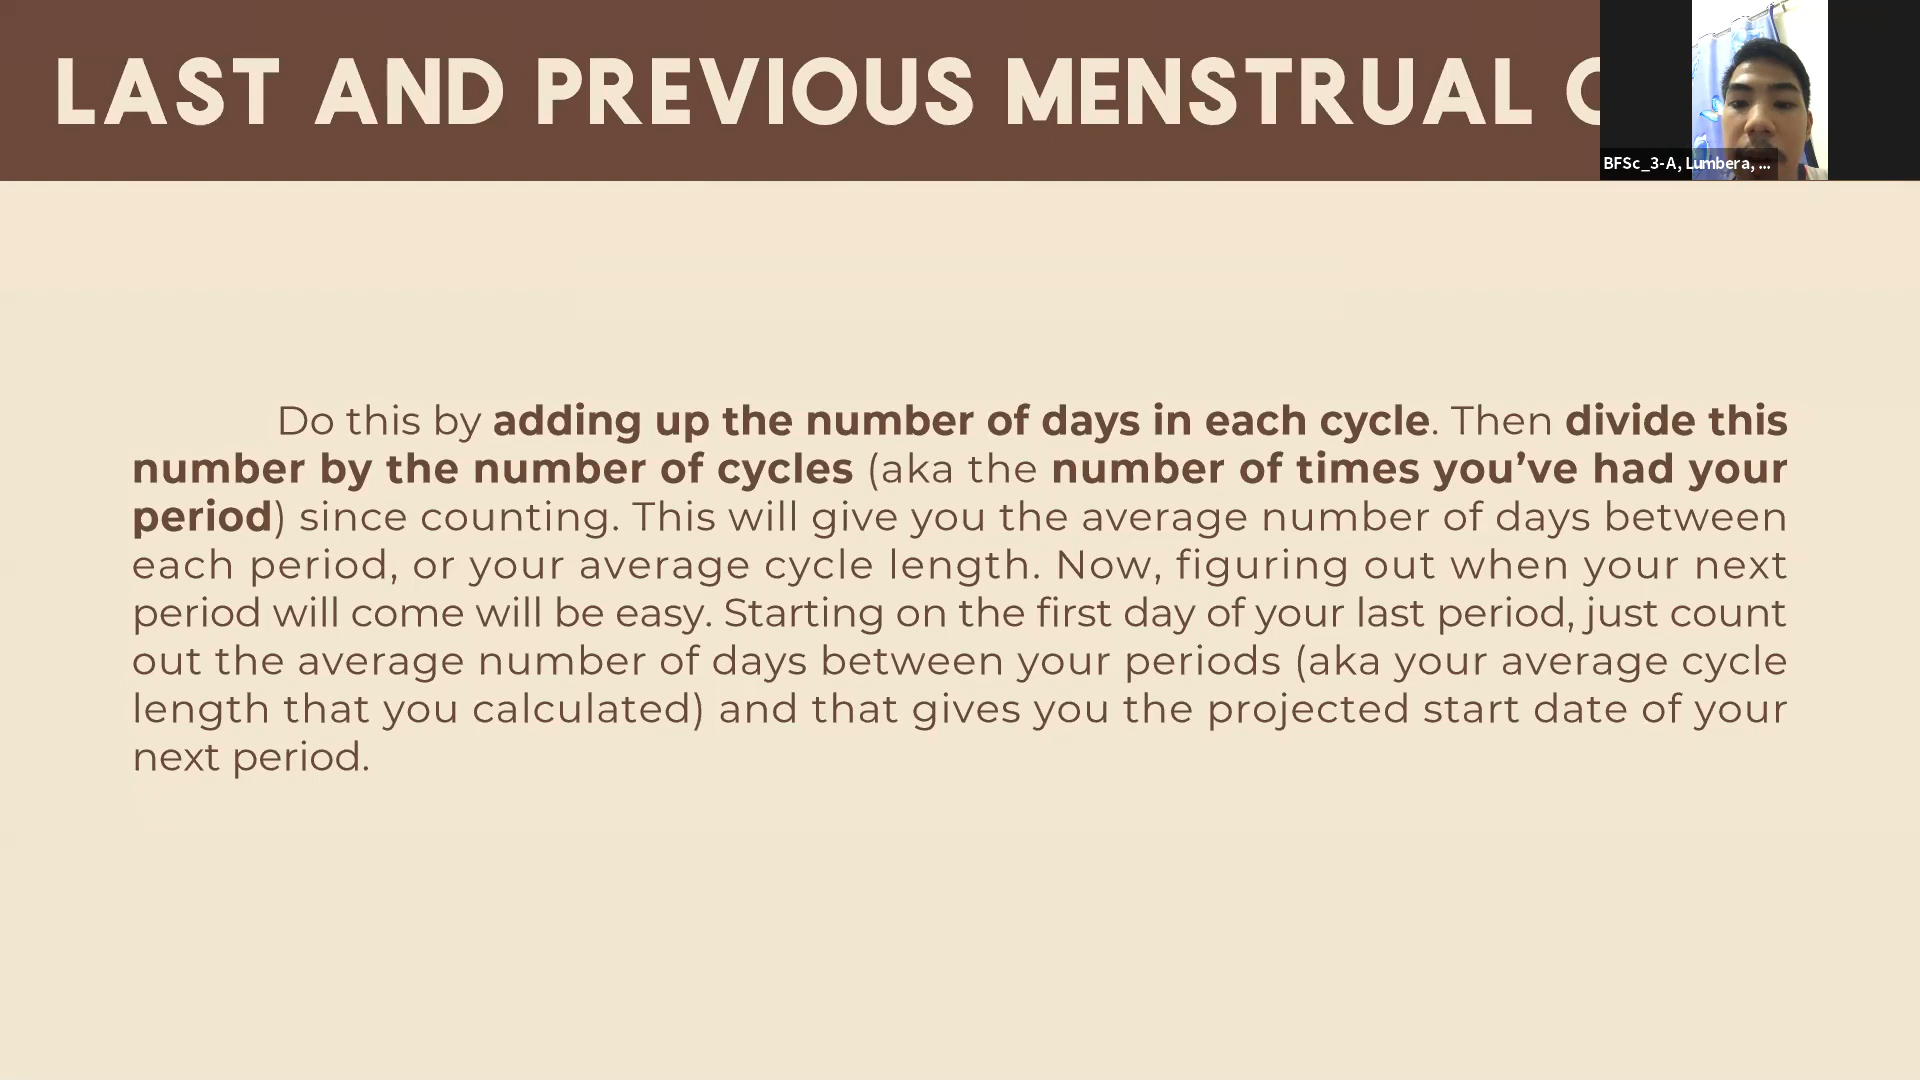 LAST AND PREVIOUS MENSTRUAL
BFSc_3-A, Lumbera, ...
Do this by adding up the number of days in each cycle. Then divide this
number by the number of cycles (aka the number of times you’ve had your
period) since counting. This will give you the average number of days between
each period, or your average cycle length. Now, figuring out when your next
period will come will be easy. Starting on the first day of your last period, just count
out the average number of days between your periods (aka your average cycle
length that you calculated) and that gives you the projected start date of your
next period.